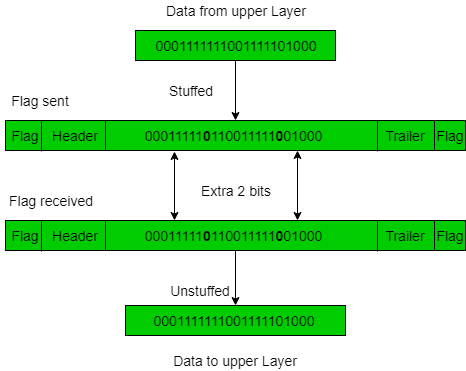 Data from upper Layer
0001111111001111101000
Stuffed
Flag sent
Flag Header 000111110110011111001000 Trailer Flag
Extra 2 bits
Flag received
Flag Header 000111110110011111001000 Trailer Flag
Unstuffed
0001111111001111101000
Data to upper Layer